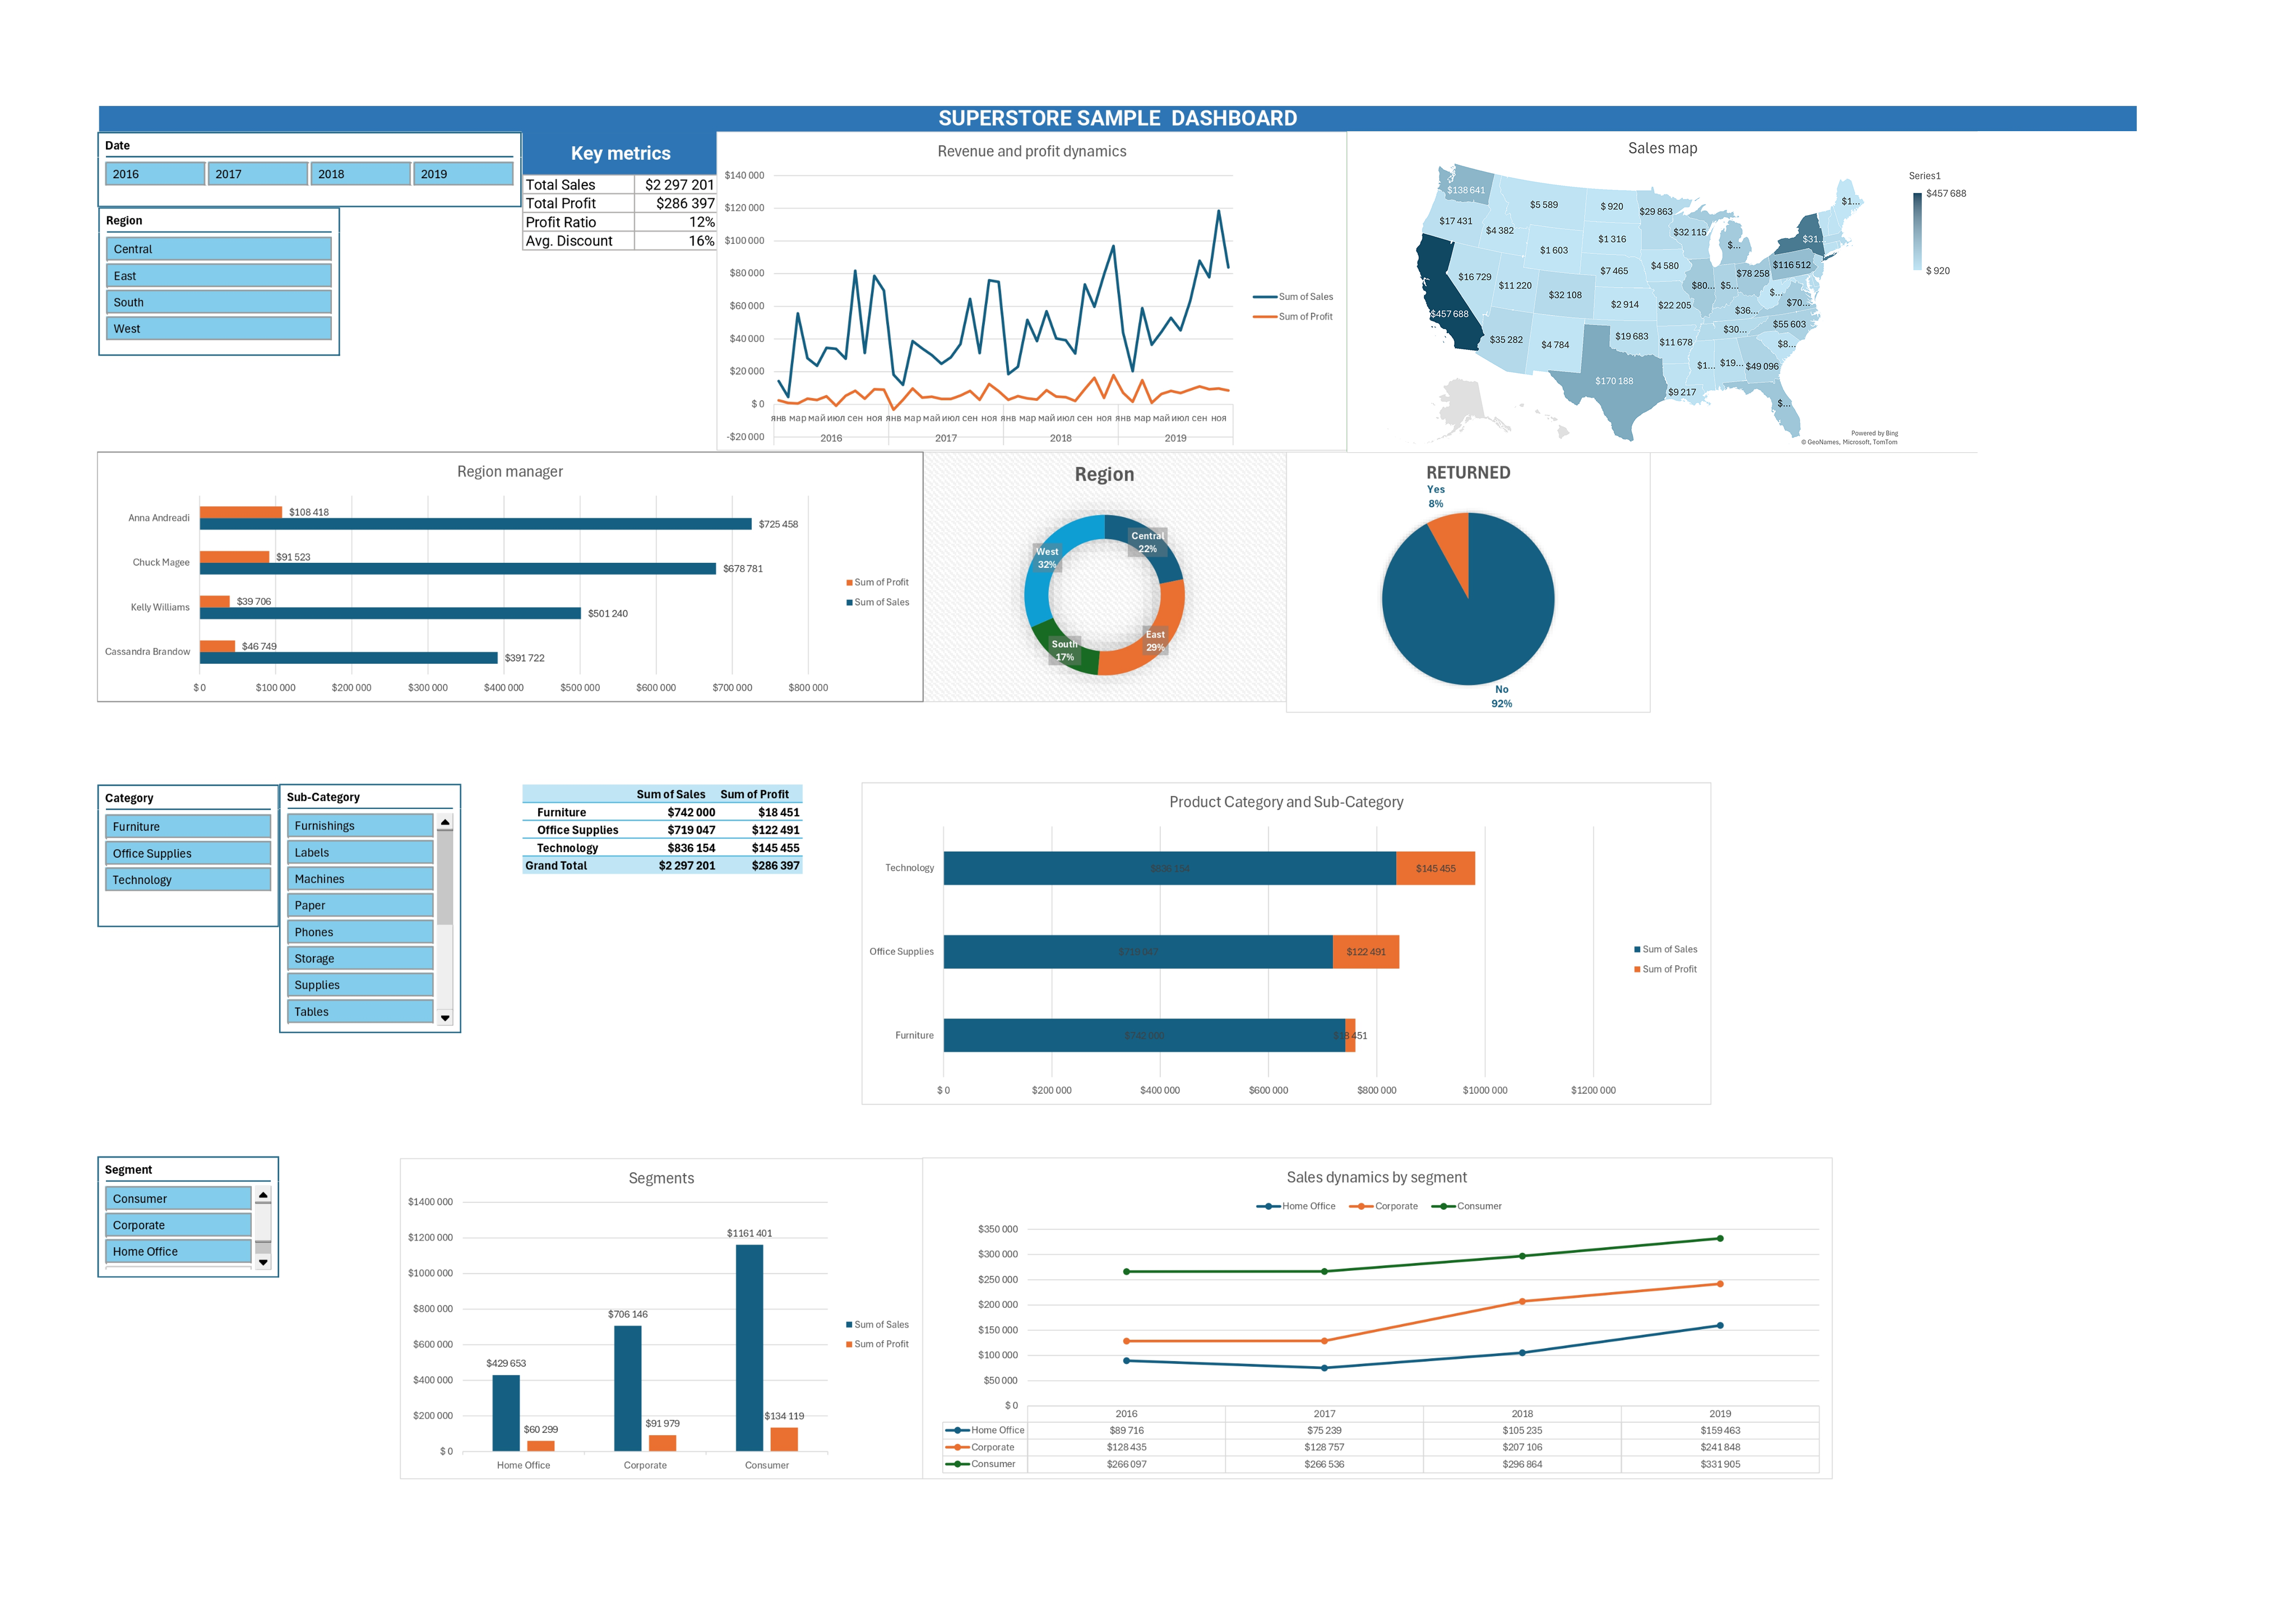 SUPERSTORE SAMPLE DASHBOARD
Date
2016
2017
2018
2019
Region
Central
East
South
West
Key metrics
Total Sales $2 297 201
Total Profit $286 397
Profit Ratio 12%
Avg. Discount 16%
Revenue and profit dynamics
$140 000
$120 000
$100 000
$80 000
$60 000
$40 000
$20 000
$ 0
-$20 000
янв мар май июл сен ноя янв мар май июл сен ноя янв мар май июл сен ноя янв мар май июл сен ноя
2016 2017 2018 2019
Sum of Sales
Sum of Profit
Sales map
$138 641
$17 431
$457 688
$16 729
$4 382
$5 589
$1 603
$11 220
$35 282
$32 108
$4 784
$ 920
$1 316
$7 465
$2 914
$19 683
$170 188
$29 863
$4 580
$22 205
$11 678
$9 217
$32 115
$80...
$...
$5...
$78 258
$36...
$30...
$1...
$19...
$49 096
$...
$8...
$55 603
$70...
$...
$116 512
$31...
$1...
Series1
$457 688
$ 920
Powered by Bing
© GeoNames, Microsoft, TomTom
Region manager
Anna Andreadi
$108 418
$725 458
Chuck Magee
$91 523
$678 781
Kelly Williams
$39 706
$501 240
Cassandra Brandow
$46 749
$391 722
$ 0 $100 000 $200 000 $300 000 $400 000 $500 000 $600 000 $700 000 $800 000
Sum of Profit
Sum of Sales
Region
Central
22%
East
29%
South
17%
West
32%
RETURNED
Yes
8%
No
92%
Category
Furniture
Office Supplies
Technology
Sub-Category
Furnishings
Labels
Machines
Paper
Phones
Storage
Supplies
Tables
Sum of Sales Sum of Profit
Furniture $742 000 $18 451
Office Supplies $719 047 $122 491
Technology $836 154 $145 455
Grand Total $2 297 201 $286 397
Product Category and Sub-Category
Technology $836 154 $145 455
Office Supplies $719 047 $122 491
Furniture $742 000 $18 451
$ 0 $200 000 $400 000 $600 000 $800 000 $1000 000 $1200 000
Sum of Sales
Sum of Profit
Segment
Consumer
Corporate
Home Office
Segments
$1400 000
$1200 000
$1000 000
$800 000
$600 000
$400 000
$200 000
$ 0
$429 653
$60 299
$706 146
$91 979
$1161 401
$134 119
Home Office Corporate Consumer
Sum of Sales
Sum of Profit
Sales dynamics by segment
Home Office Corporate Consumer
$350 000
$300 000
$250 000
$200 000
$150 000
$100 000
$50 000
$ 0
2016 2017 2018 2019
Home Office $89 716 $75 239 $105 235 $159 463
Corporate $128 435 $128 757 $207 106 $241 848
Consumer $266 097 $266 536 $296 864 $331 905